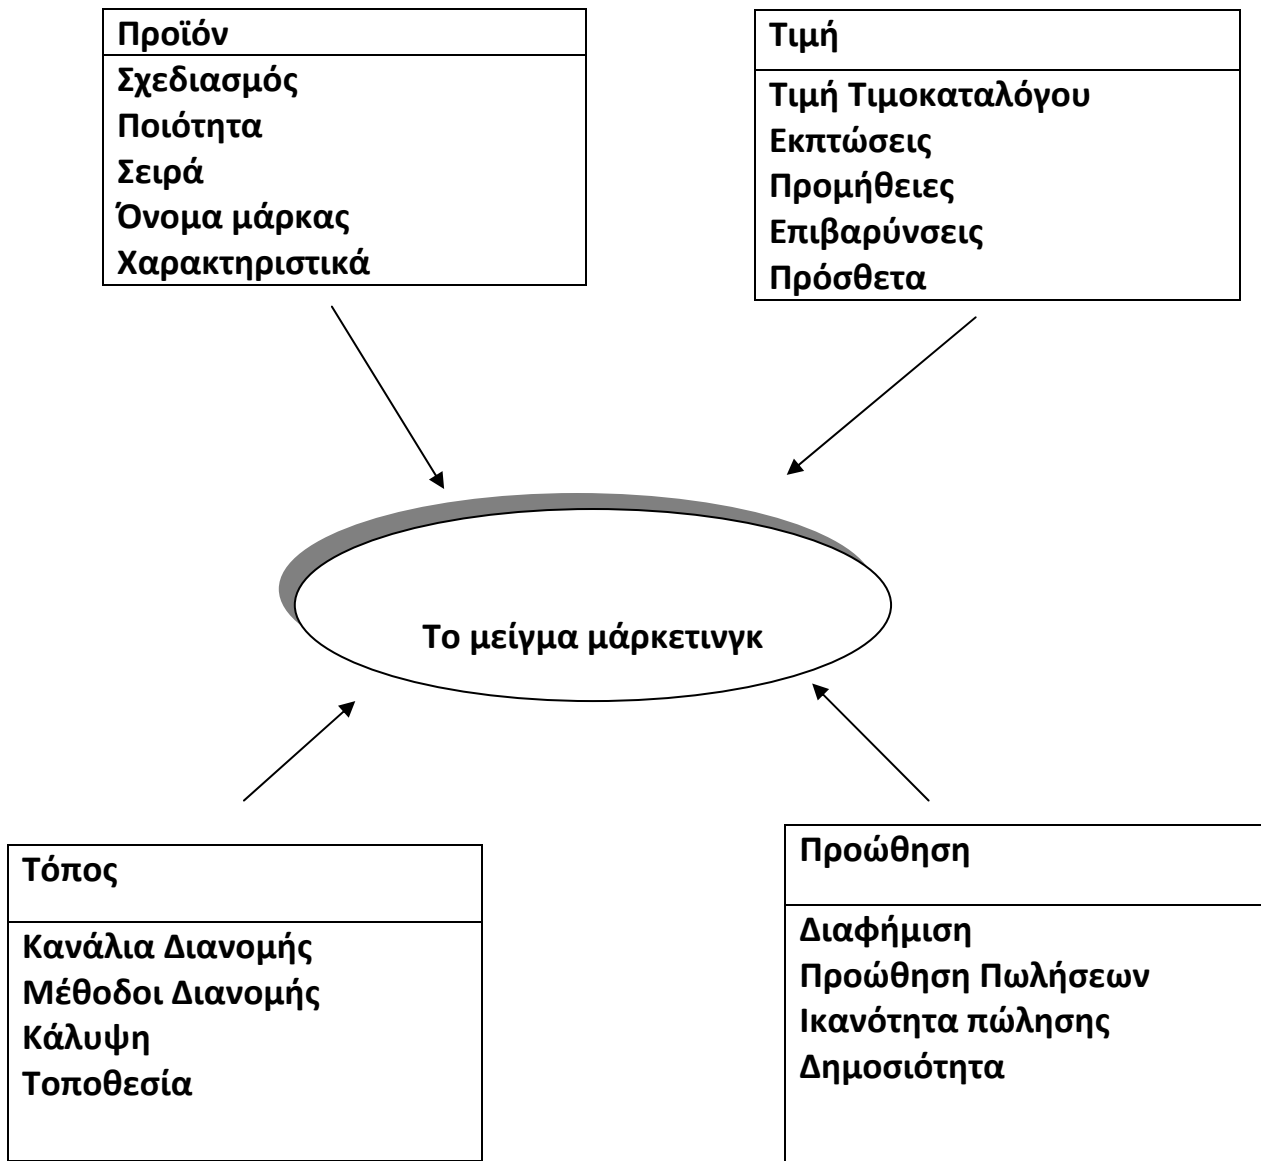 Προϊόν
Σχεδιασμός
Ποιότητα
Σειρά
Όνομα μάρκας
Χαρακτηριστικά
Τιμή
Τιμή Τιμοκαταλόγου
Εκπτώσεις
Προμήθειες
Επιβαρύνσεις
Πρόσθετα
Το μείγμα μάρκετινγκ
Τόπος
Κανάλια Διανομής
Μέθοδοι Διανομής
Κάλυψη
Τοποθεσία
Προώθηση
Διαφήμιση
Προώθηση Πωλήσεων
Ικανότητα πώλησης
Δημοσιότητα